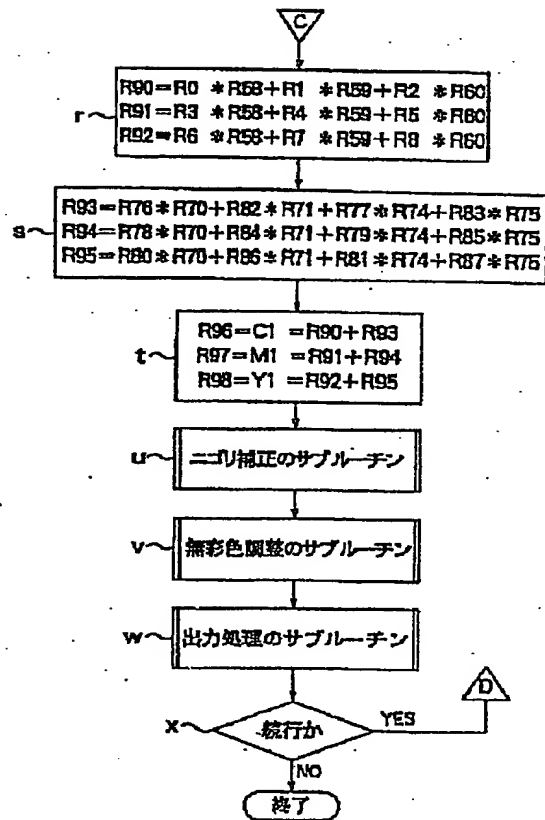 C
r
R90=R0 *R58+R1 *R59+R2 *R60
R91=R3 *R58+R4 *R59+R5 *R60
R92=R6 *R58+R7 *R59+R8 *R60
s
R93=R76*R70+R82*R71+R77*R74+R83*R75
R94=R78*R70+R84*R71+R79*R74+R85*R75
R95=R80*R70+R86*R71+R81*R74+R87*R75
t
R96=C1 =R90+R93
R97=M1 =R91+R94
R98=Y1 =R92+R95
u
ニゴリ補正のサブルーチン
v
無彩色調整のサブルーチン
w
出力処理のサブルーチン
D
x
続行か
YES
NO
終了